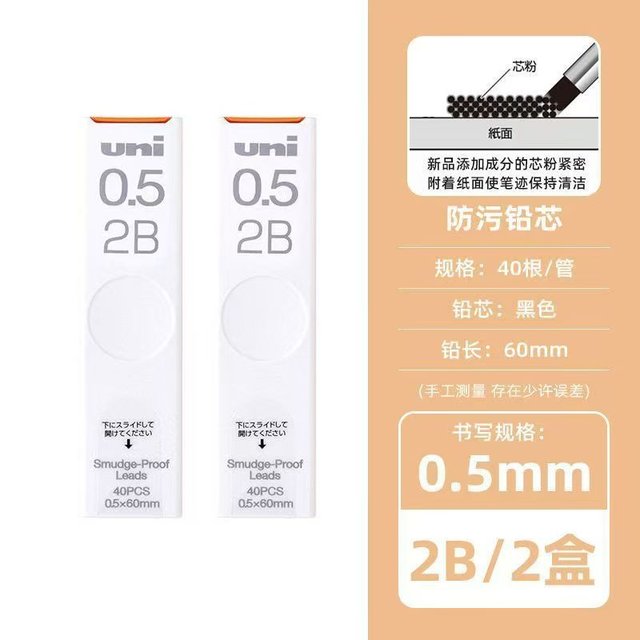 uni
0.5
2B
下にスライドして
開けてください
Smudge-Proof
Leads
40PCS
0.5×60mm
uni
0.5
2B
下にスライドして
開けてください
Smudge-Proof
Leads
40PCS
0.5×60mm
芯粉
紙面
新品添加成分的芯粉紧密
附着纸面使笔迹保持清洁
防污铅芯
规格：40根/管
铅芯：黑色
铅长：60mm
(手工测量 存在少许误差)
书写规格：
0.5mm
2B/2盒